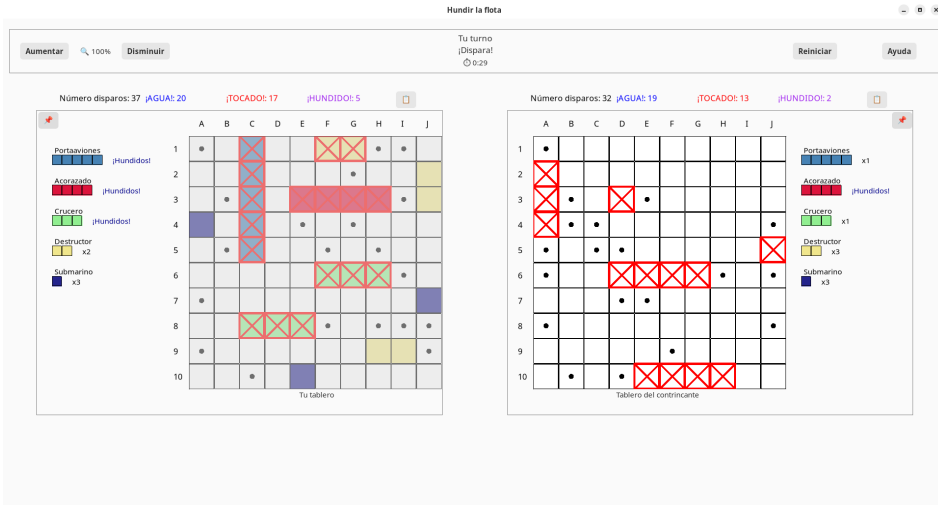 Hundir la flota
Tu turno
¡Dispara!
0:29
Aumentar 100% Disminuir
Reiniciar Ayuda
Número disparos: 37 ¡AGUA!: 20 ¡TOCADO!: 17 ¡HUNDIDO!: 5
Número disparos: 32 ¡AGUA!: 19 ¡TOCADO!: 13 ¡HUNDIDO!: 2
Portaaviones
¡Hundidos!
Acorazado
¡Hundidos!
Crucero
¡Hundidos!
Destructor
x2
Submarino
x3
A B C D E F G H I J
1
2
3
4
5
6
7
8
9
10
Tu tablero
A B C D E F G H I J
1
2
3
4
5
6
7
8
9
10
Tablero del contrincante
Portaaviones
x1
Acorazado
¡Hundidos!
Crucero
x1
Destructor
x3
Submarino
x3